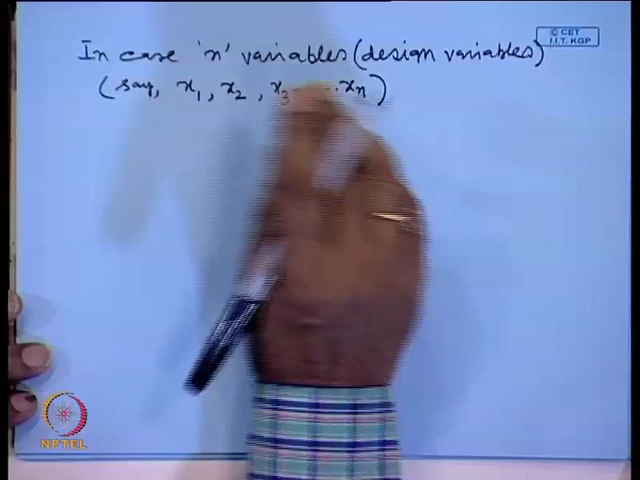 In case 'n' variables (design variables)
(say, x₁, x₂, x₃.....xₙ)
© CET
I.I.T. KGP
NPTEL